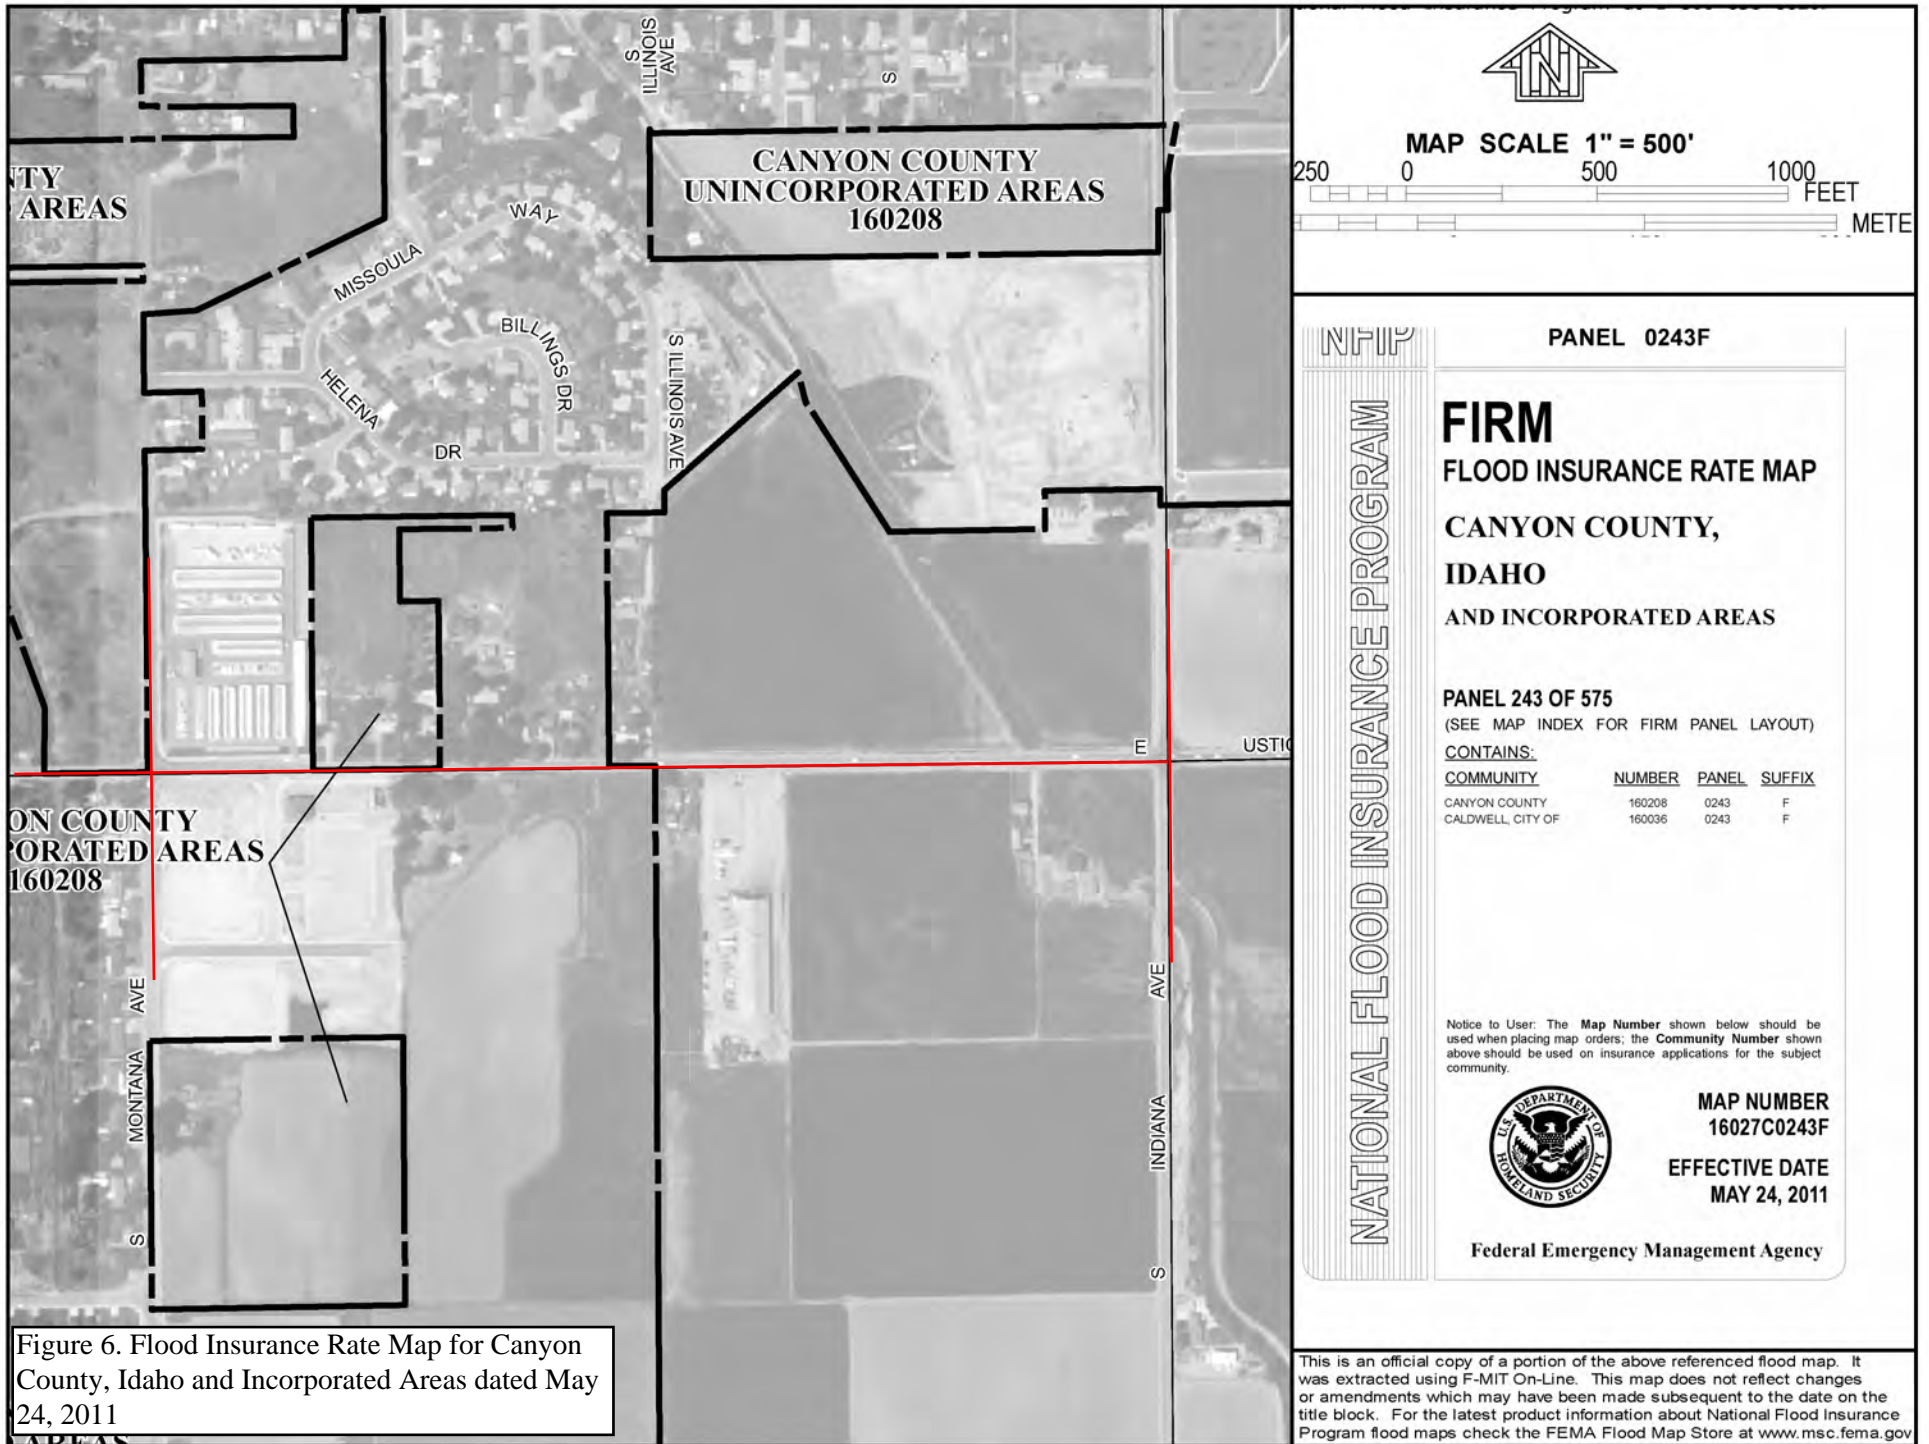 S
ILLINOIS
AVE
S
CANYON COUNTY
UNINCORPORATED AREAS
160208
AREAS
WAY
MISSOULA
BILLINGS DR
S ILLINOIS AVE
HELENA
DR
E
ON COUNTY
ORATED AREAS
160208
S MONTANA AVE
S INDIANA AVE
Figure 6. Flood Insurance Rate Map for Canyon
County, Idaho and Incorporated Areas dated May
24, 2011
N
MAP SCALE 1" = 500'
250 0 500 1000
FEET
METE
NFIP
PANEL 0243F
NATIONAL FLOOD INSURANCE PROGRAM
FIRM
FLOOD INSURANCE RATE MAP
CANYON COUNTY,
IDAHO
AND INCORPORATED AREAS
PANEL 243 OF 575
(SEE MAP INDEX FOR FIRM PANEL LAYOUT)
CONTAINS:
COMMUNITY NUMBER PANEL SUFFIX
CANYON COUNTY 160208 0243 F
CALDWELL, CITY OF 160036 0243 F
Notice to User: The Map Number shown below should be
used when placing map orders; the Community Number shown
above should be used on insurance applications for the subject
community.
U.S. DEPARTMENT OF HOMELAND SECURITY
MAP NUMBER
16027C0243F
EFFECTIVE DATE
MAY 24, 2011
Federal Emergency Management Agency
This is an official copy of a portion of the above referenced flood map. It
was extracted using F-MIT On-Line. This map does not reflect changes
or amendments which may have been made subsequent to the date on the
title block. For the latest product information about National Flood Insurance
Program flood maps check the FEMA Flood Map Store at www.msc.fema.gov